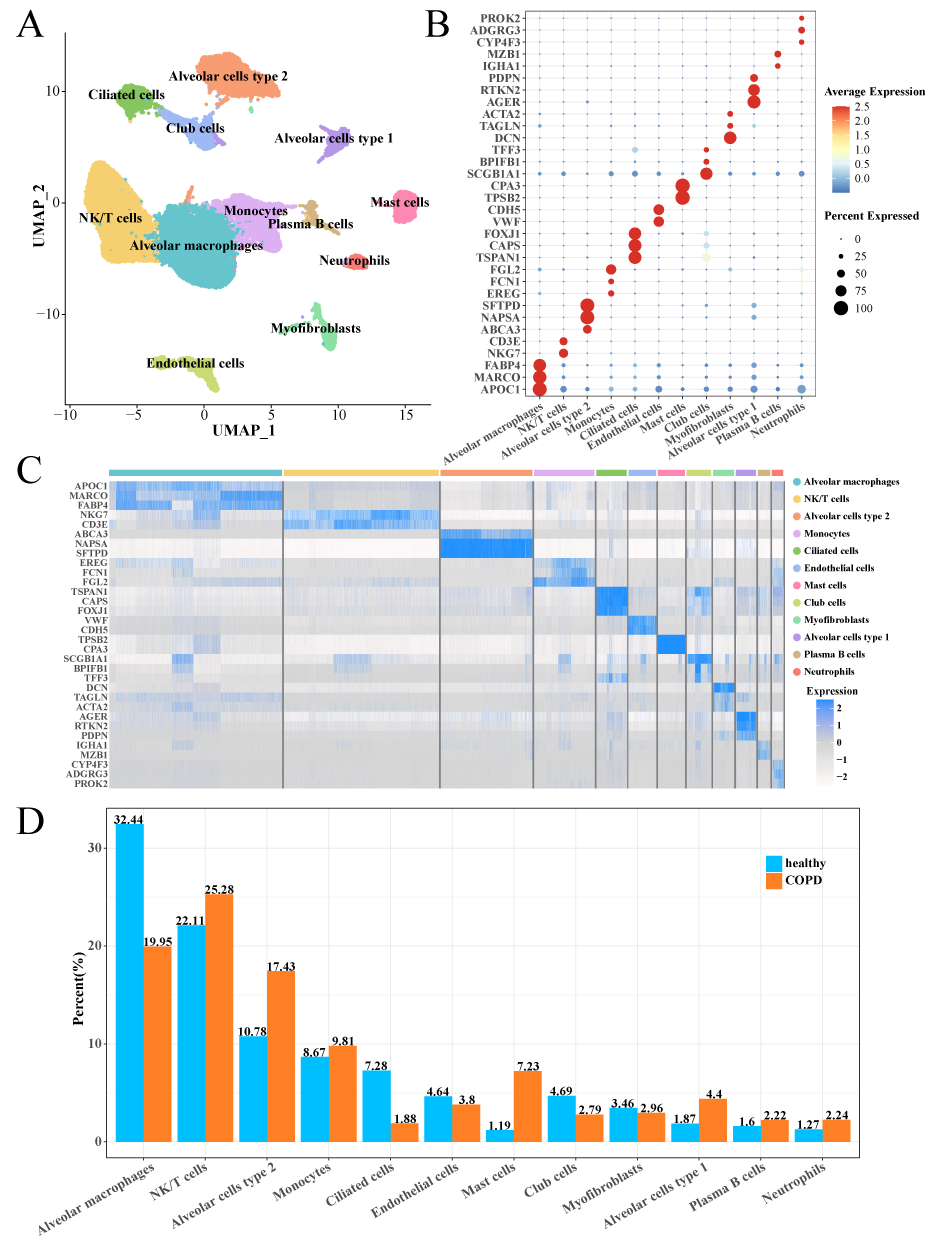 A
Alveolar cells type 2
Ciliated cells
Club cells
Alveolar cells type 1
NK/T cells
Monocytes
Mast cells
Plasma B cells
Alveolar macrophages
Neutrophils
Myofibroblasts
Endothelial cells
10
0
−10
UMAP_2
−10
−5
0
5
10
15
UMAP_1
B
PROK2
ADGRG3
CYP4F3
MZB1
IGHA1
PDPN
RTKN2
AGER
ACTA2
TAGLN
DCN
TFF3
BPIFB1
SCGB1A1
CPA3
TPSB2
CDH5
VWF
FOXJ1
CAPS
TSPAN1
FGL2
FCN1
EREG
SFTPD
NAPSA
ABCA3
CD3E
NKG7
FABP4
MARCO
APOC1
Alveolar macrophages
NK/T cells
Alveolar cells type 2
Monocytes
Ciliated cells
Endothelial cells
Mast cells
Club cells
Myofibroblasts
Alveolar cells type 1
Plasma B cells
Neutrophils
Average Expression
2.5
2.0
1.5
1.0
0.5
0.0
Percent Expressed
0
25
50
75
100
C
APOC1
MARCO
FABP4
NKG7
CD3E
ABCA3
NAPSA
SFTPD
EREG
FCN1
FGL2
TSPAN1
CAPS
FOXJ1
VWF
CDH5
TPSB2
CPA3
SCGB1A1
BPIFB1
TFF3
DCN
TAGLN
ACTA2
AGER
RTKN2
PDPN
IGHA1
MZB1
CYP4F3
ADGRG3
PROK2
Alveolar macrophages
NK/T cells
Alveolar cells type 2
Monocytes
Ciliated cells
Endothelial cells
Mast cells
Club cells
Myofibroblasts
Alveolar cells type 1
Plasma B cells
Neutrophils
Expression
2
1
0
−1
−2
D
32.44
19.95
22.11
25.28
10.78
17.43
8.67
9.81
7.28
1.88
4.64
3.8
1.19
7.23
4.69
2.79
3.46
2.96
1.87
4.4
1.6
2.22
1.27
2.24
healthy
COPD
30
20
10
0
Percent(%)
Alveolar macrophages
NK/T cells
Alveolar cells type 2
Monocytes
Ciliated cells
Endothelial cells
Mast cells
Club cells
Myofibroblasts
Alveolar cells type 1
Plasma B cells
Neutrophils